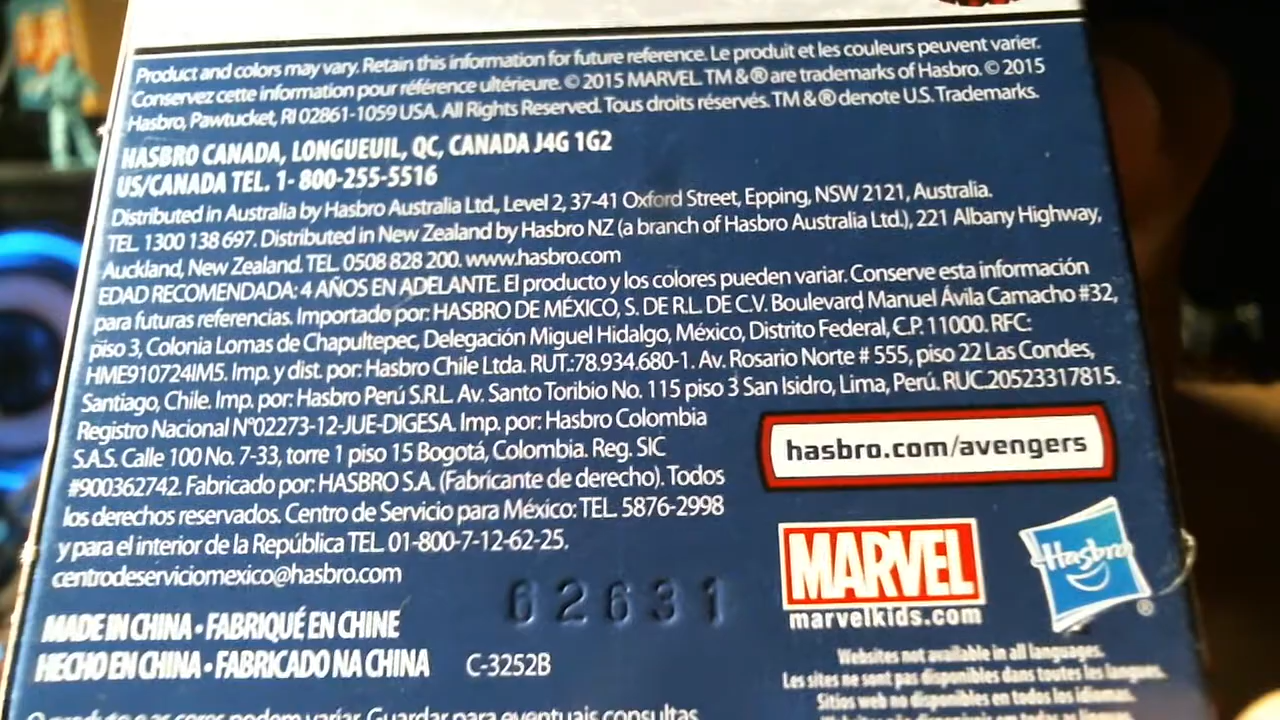 Product and colors may vary. Retain this information for future reference. Le produit et les couleurs peuvent varier.
Conservez cette information pour référence ultérieure. © 2015 MARVEL. TM & ® are trademarks of Hasbro. © 2015
Hasbro, Pawtucket, RI 02861-1059 USA. All Rights Reserved. Tous droits réservés. TM & ® denote U.S. Trademarks.
HASBRO CANADA, LONGUEUIL, QC, CANADA J4G 1G2
US/CANADA TEL. 1-800-255-5516
Distributed in Australia by Hasbro Australia Ltd., Level 2, 37-41 Oxford Street, Epping, NSW 2121, Australia.
TEL. 1300 138 697. Distributed in New Zealand by Hasbro NZ (a branch of Hasbro Australia Ltd.), 221 Albany Highway,
Auckland, New Zealand. TEL. 0508 828 200. www.hasbro.com
EDAD RECOMENDADA: 4 AÑOS EN ADELANTE. El producto y los colores pueden variar. Conserve esta información
para futuras referencias. Importado por: HASBRO DE MÉXICO, S. DE R.L. DE C.V. Boulevard Manuel Ávila Camacho #32,
piso 3, Colonia Lomas de Chapultepec, Delegación Miguel Hidalgo, México, Distrito Federal, C.P. 11000. RFC:
HME910724IM5. Imp. y dist. por: Hasbro Chile Ltda. RUT.:78.934.680-1. Av. Rosario Norte # 555, piso 22 Las Condes,
Santiago, Chile. Imp. por: Hasbro Perú S.R.L. Av. Santo Toribio No. 115 piso 3 San Isidro, Lima, Perú. RUC.20523317815.
Registro Nacional N°02273-12-JUE-DIGESA. Imp. por: Hasbro Colombia
S.A.S. Calle 100 No. 7-33, torre 1 piso 15 Bogotá, Colombia. Reg. SIC
#900362742. Fabricado por: HASBRO S.A. (Fabricante de derecho). Todos
los derechos reservados. Centro de Servicio para México: TEL. 5876-2998
y para el interior de la República TEL. 01-800-7-12-62-25.
centrodeserviciomexico@hasbro.com
hasbro.com/avengers
MARVEL
marvelkids.com
Hasbro®
62631
MADE IN CHINA • FABRIQUÉ EN CHINE
HECHO EN CHINA • FABRICADO NA CHINA C-3252B
Websites not available in all languages.
Les sites ne sont pas disponibles dans toutes les langues.
Sitios web no disponibles en todos los idiomas.
O produto e as cores podem variar. Guardar para eventuais consultas.